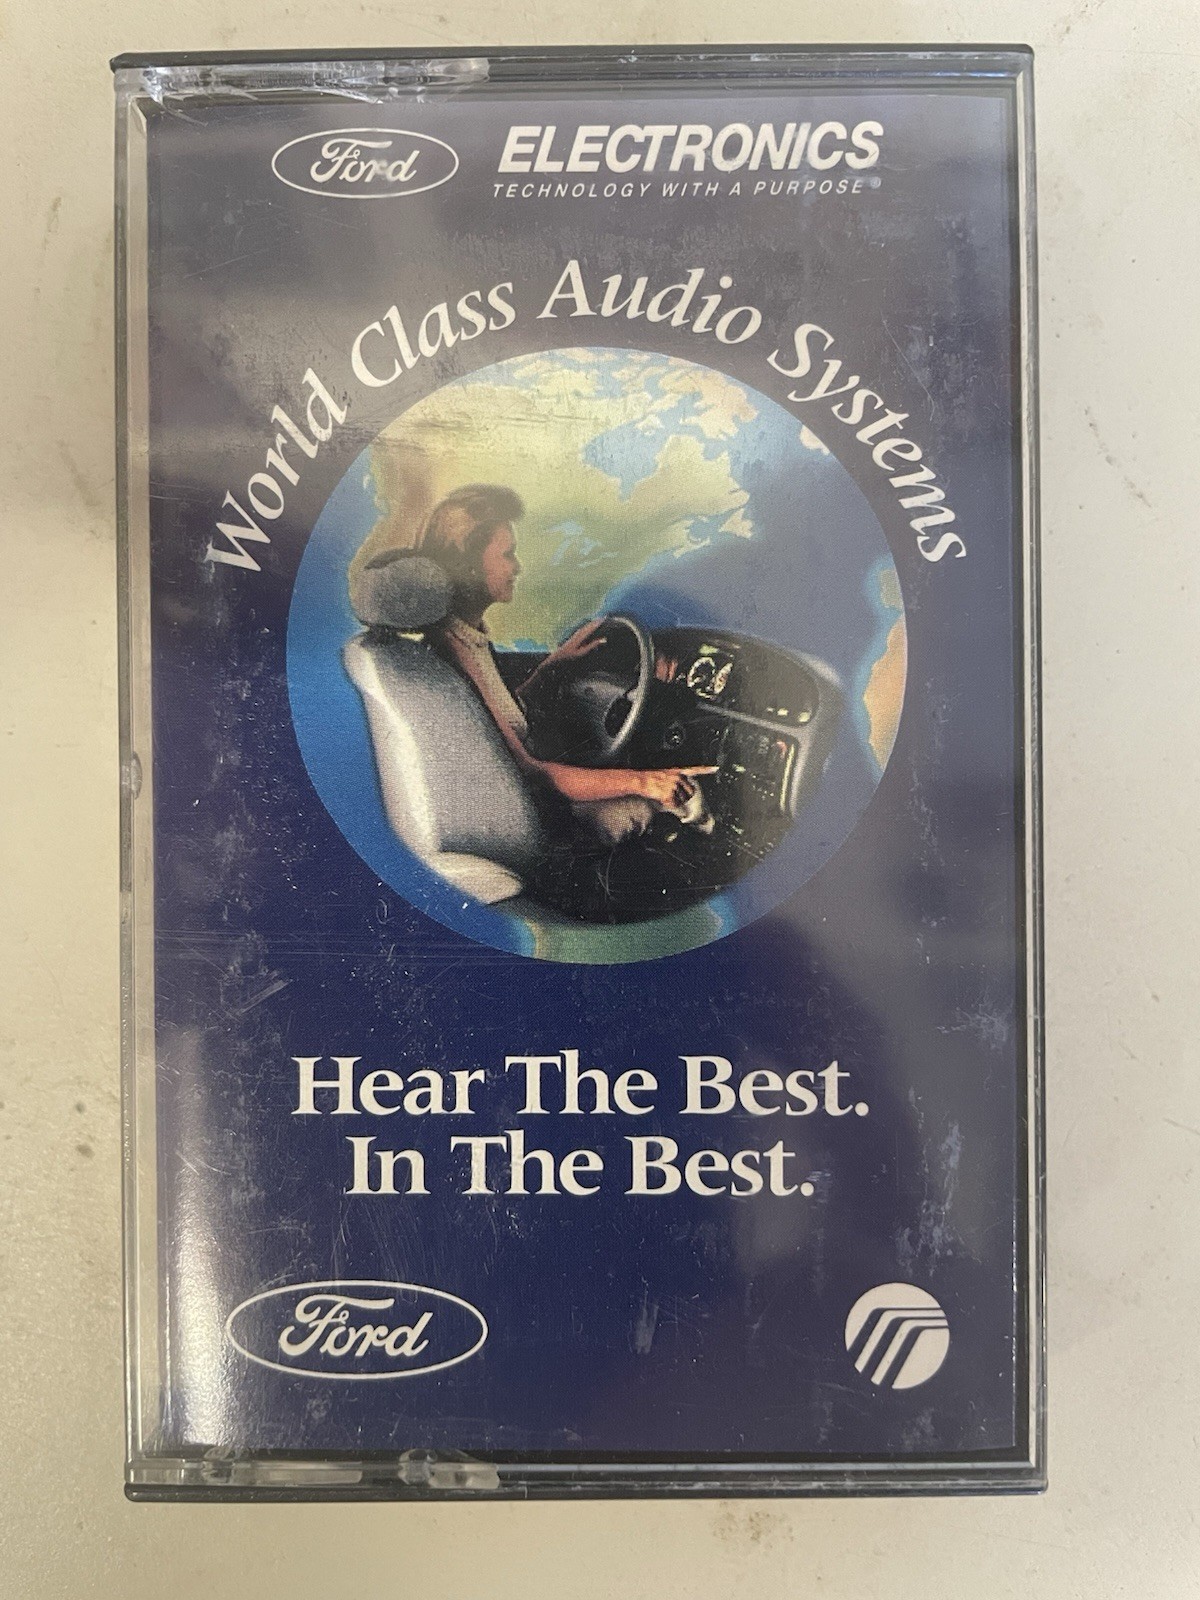 Ford ELECTRONICS
TECHNOLOGY WITH A PURPOSE®
World Class Audio Systems
Hear The Best.
In The Best.
Ford